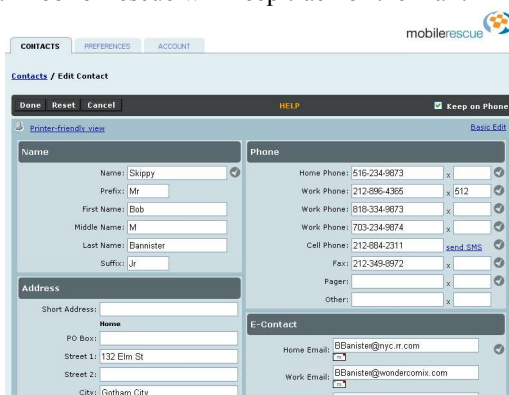 mobilerescue
CONTACTS PREFERENCES ACCOUNT
Contacts / Edit Contact
Done Reset Cancel HELP Keep on Phone
Printer-friendly view Basic Edit
Name
Name: Skippy
Prefix: Mr
First Name: Bob
Middle Name: M
Last Name: Bannister
Suffix: Jr
Address
Short Address:
Home
PO Box:
Street 1: 132 Elm St
Street 2:
City: Gotham City
Phone
Home Phone: 516-234-9873 x
Work Phone: 212-896-4365 x 512
Work Phone: 818-334-9873 x
Work Phone: 703-234-9874 x
Cell Phone: 212-884-2311 send SMS
Fax: 212-349-8972 x
Pager: x
Other: x
E-Contact
Home Email: BBanister@nyc.rr.com
Work Email: BBanister@wondercomix.com